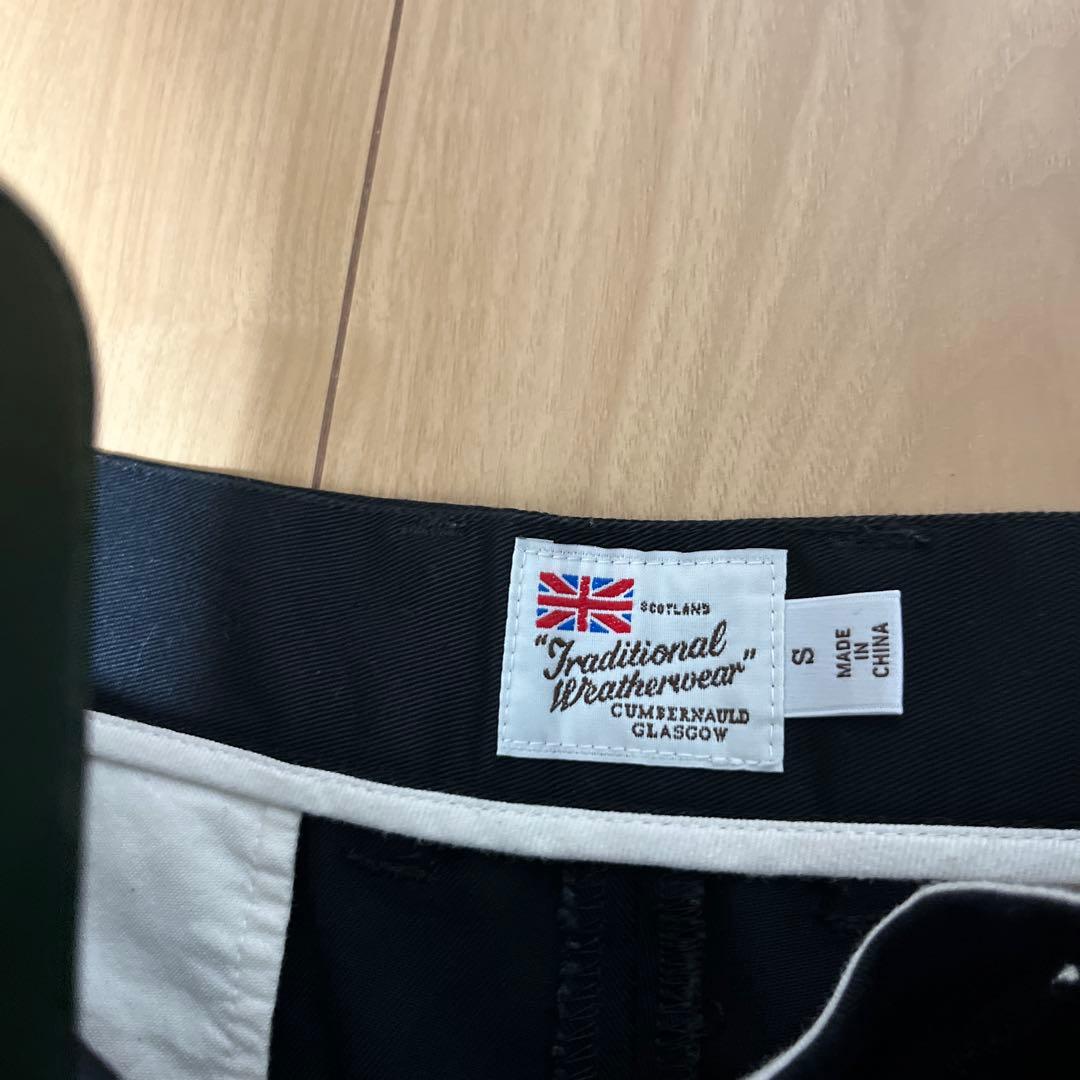 SCOTLAND
"Traditional
Weatherwear"
CUMBERNAULD
GLASGOW
S
MADE
IN
CHINA